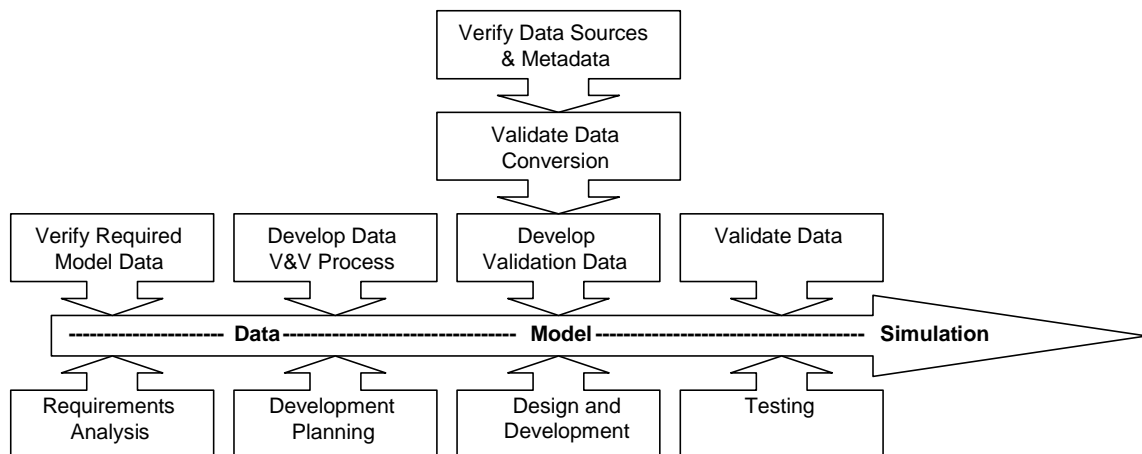 Verify Data Sources
& Metadata
Validate Data
Conversion
Verify Required
Model Data
Develop Data
V&V Process
Develop
Validation Data
Validate Data
-------------------- Data --------------------- Model ---------------------------------- Simulation
Requirements
Analysis
Development
Planning
Design and
Development
Testing